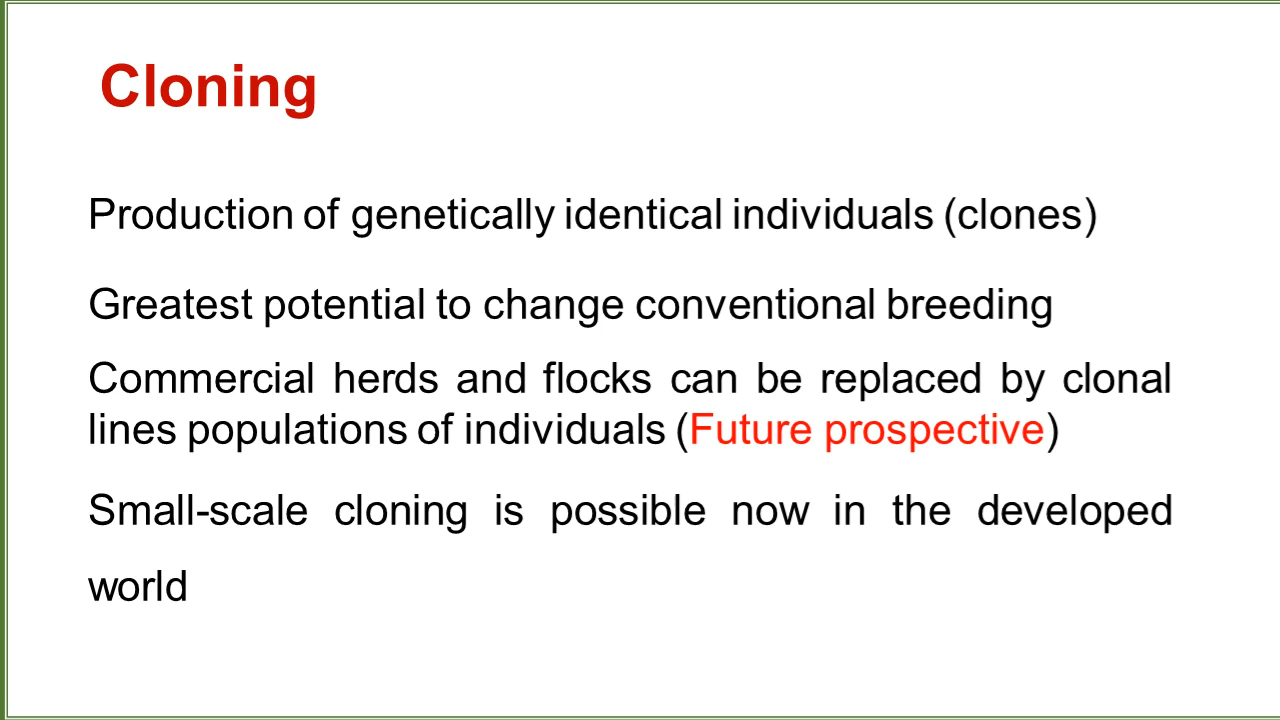 Cloning
Production of genetically identical individuals (clones)
Greatest potential to change conventional breeding
Commercial herds and flocks can be replaced by clonal
lines populations of individuals (Future prospective)
Small-scale cloning is possible now in the developed
world